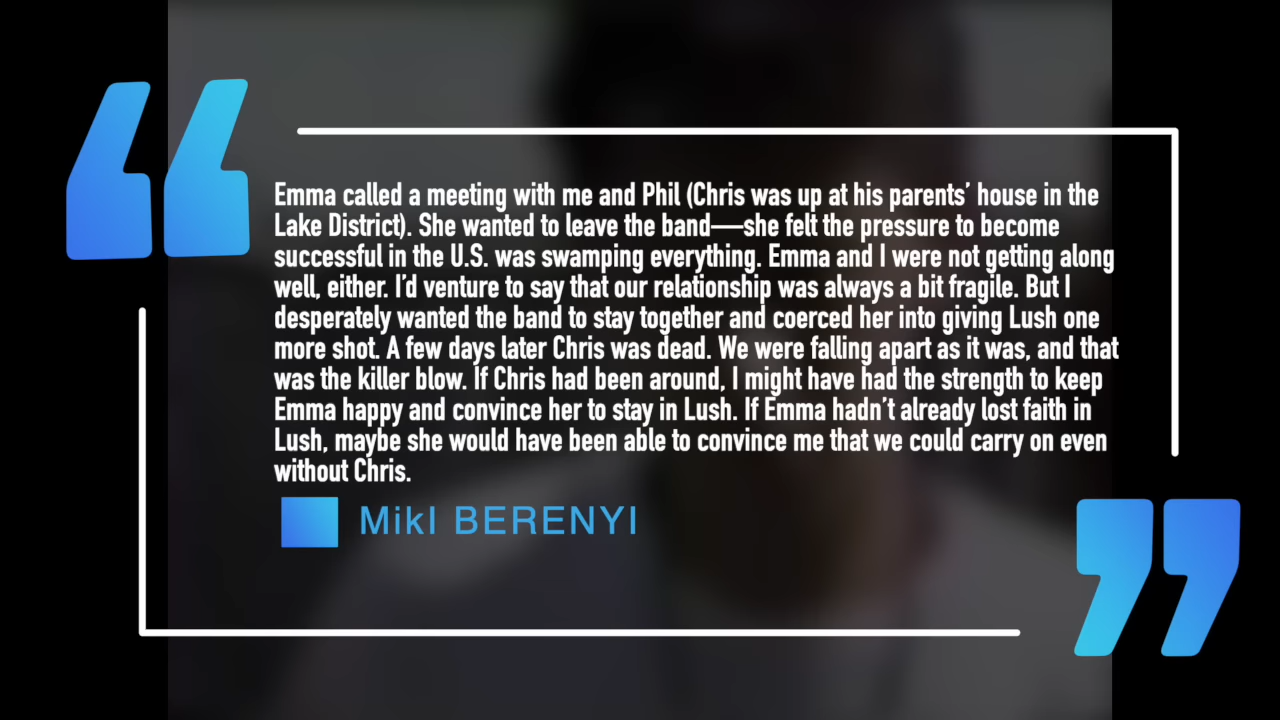 Emma called a meeting with me and Phil (Chris was up at his parents’ house in the
Lake District). She wanted to leave the band—she felt the pressure to become
successful in the U.S. was swamping everything. Emma and I were not getting along
well, either. I’d venture to say that our relationship was always a bit fragile. But I
desperately wanted the band to stay together and coerced her into giving Lush one
more shot. A few days later Chris was dead. We were falling apart as it was, and that
was the killer blow. If Chris had been around, I might have had the strength to keep
Emma happy and convince her to stay in Lush. If Emma hadn’t already lost faith in
Lush, maybe she would have been able to convince me that we could carry on even
without Chris.
MikI BERENYI